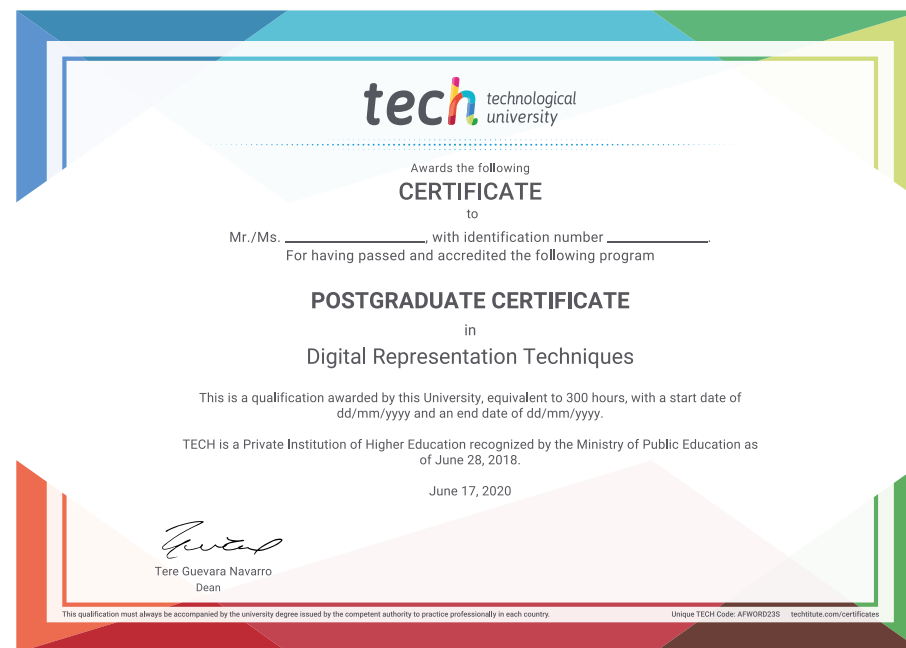 tech technological
university
Awards the following
CERTIFICATE
to
Mr./Ms. ____________________, with identification number ______________.
For having passed and accredited the following program
POSTGRADUATE CERTIFICATE
in
Digital Representation Techniques
This is a qualification awarded by this University, equivalent to 300 hours, with a start date of
dd/mm/yyyy and an end date of dd/mm/yyyy.
TECH is a Private Institution of Higher Education recognized by the Ministry of Public Education as
of June 28, 2018.
June 17, 2020
Tere Guevara Navarro
Dean
This qualification must always be accompanied by the university degree issued by the competent authority to practice professionally in each country. Unique TECH Code: AFWORD23S techtitute.com/certificates